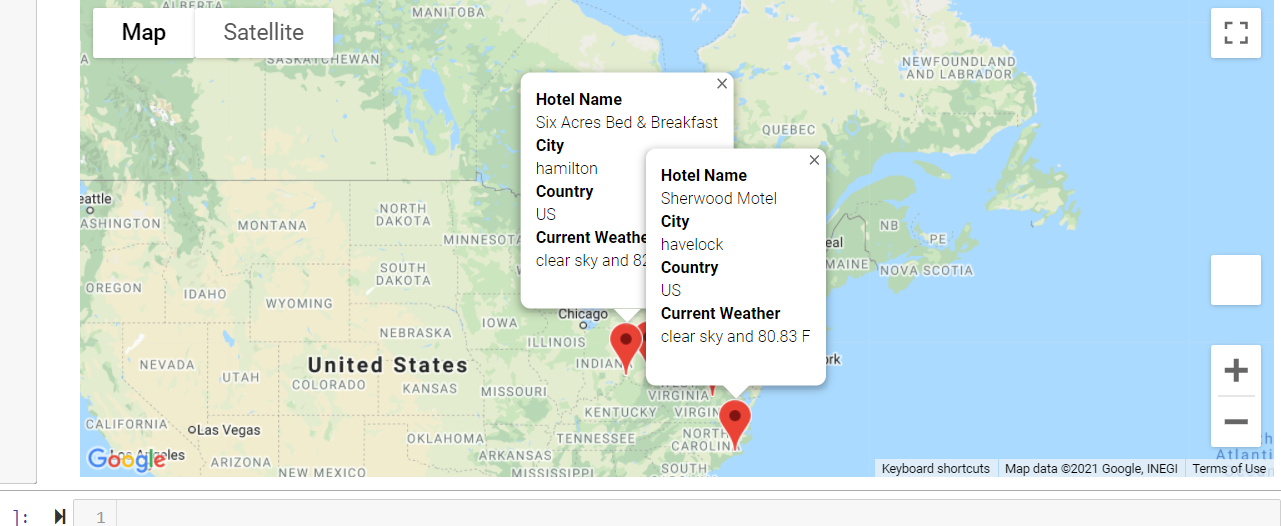 Map
Satellite
MANITOBA
SASKATCHEWAN
NEWFOUNDLAND
AND LABRADOR
QUEBEC
Hotel Name
Six Acres Bed & Breakfast
City
hamilton
Country
US
Current Weathe
clear sky and 82
Hotel Name
Sherwood Motel
City
havelock
Country
US
Current Weather
clear sky and 80.83 F
eattle
ASHINGTON
MONTANA
NORTH
DAKOTA
MINNESOTA
eal
NB
PE
MAINE
NOVA SCOTIA
OREGON
IDAHO
SOUTH
DAKOTA
WYOMING
IOWA
Chicago
NEBRASKA
ILLINOIS
INDIANA
rk
United States
NEVADA
UTAH
COLORADO
KANSAS
MISSOURI
WEST
VIRGINIA
KENTUCKY
VIRGIN
CALIFORNIA
Las Vegas
OKLAHOMA
TENNESSEE
NORTH
CAROLINA
Google
Los Angeles
ARIZONA
NEW MEXICO
ARKANSAS
MISSISSIPPI
SOUTH
Atlanti
Keyboard shortcuts
Map data ©2021 Google, INEGI
Terms of Use
]:
1